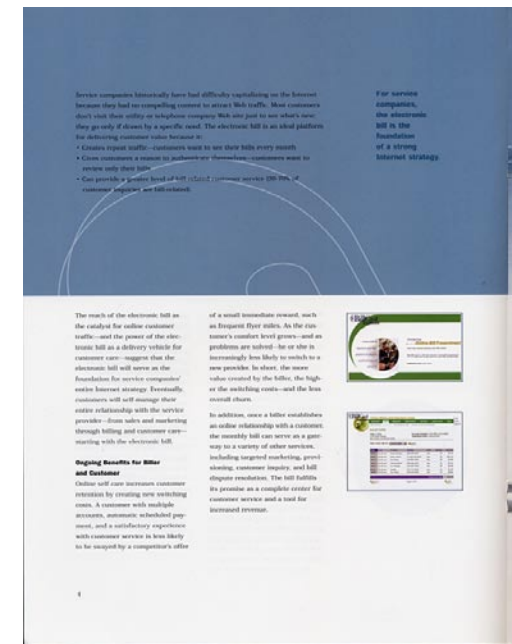 Service companies historically have had difficulty capitalizing on the Internet
because they had no compelling content to attract Web traffic. Most customers
don't visit their utility or telephone company Web site just to see what's new;
they go only if driven by a specific need. The electronic bill is an ideal platform
for delivering customer value because it:
• Creates repeat traffic—customers want to see their bills every month
• Gives customers a reason to authenticate themselves—customers want to
review only their bills
• Can provide a greater level of bill-related customer service of
customer inquiries are bill-related)
For service
companies,
the electronic
bill is the
foundation
of a strong
Internet strategy.
The reach of the electronic bill as
the catalyst for online customer
traffic—and the power of the elec-
tronic bill as a delivery vehicle for
customer care—suggest that the
electronic bill will serve as the
foundation for service companies'
entire Internet strategy. Eventually,
customers will self-manage their
entire relationship with the service
provider—from sales and marketing
through billing and customer care—
starting with the electronic bill.
Ongoing Benefits for Biller
and Customer
Online self-care increases customer
retention by creating new switching
costs. A customer with multiple
accounts, automatic scheduled pay-
ment, and a satisfactory experience
with customer service is less likely
to be swayed by a competitor's offer
of a small immediate reward, such
as frequent flyer miles. As the cus-
tomer's comfort level grows—and as
problems are solved—he or she is
increasingly less likely to switch to a
new provider. In short, the more
value created by the biller, the high-
er the switching costs—and the less
overall churn.
In addition, once a biller establishes
an online relationship with a customer,
the monthly bill can serve as a gate-
way to a variety of other services,
including targeted marketing, provi-
sioning, customer inquiry, and bill
dispute resolution. The bill fulfills
its promise as a complete center for
customer service and a tool for
increased revenue.
4